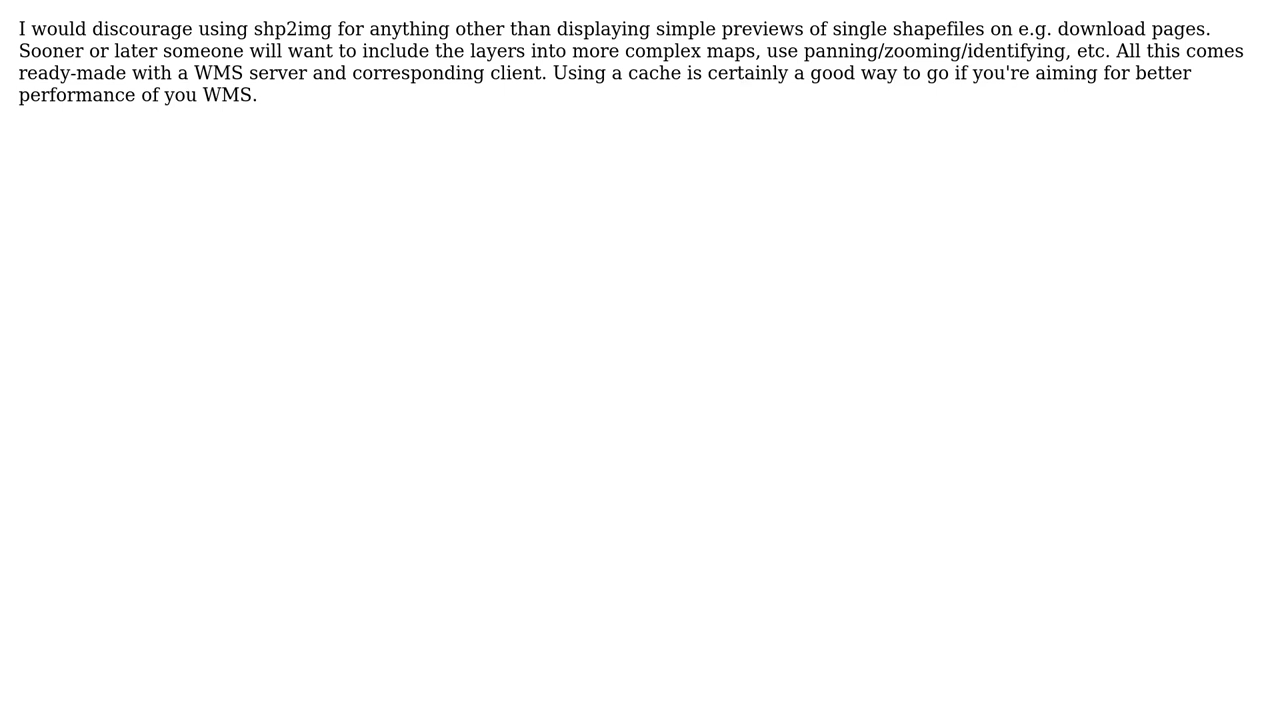 I would discourage using shp2img for anything other than displaying simple previews of single shapefiles on e.g. download pages.
Sooner or later someone will want to include the layers into more complex maps, use panning/zooming/identifying, etc. All this comes
ready-made with a WMS server and corresponding client. Using a cache is certainly a good way to go if you're aiming for better
performance of you WMS.